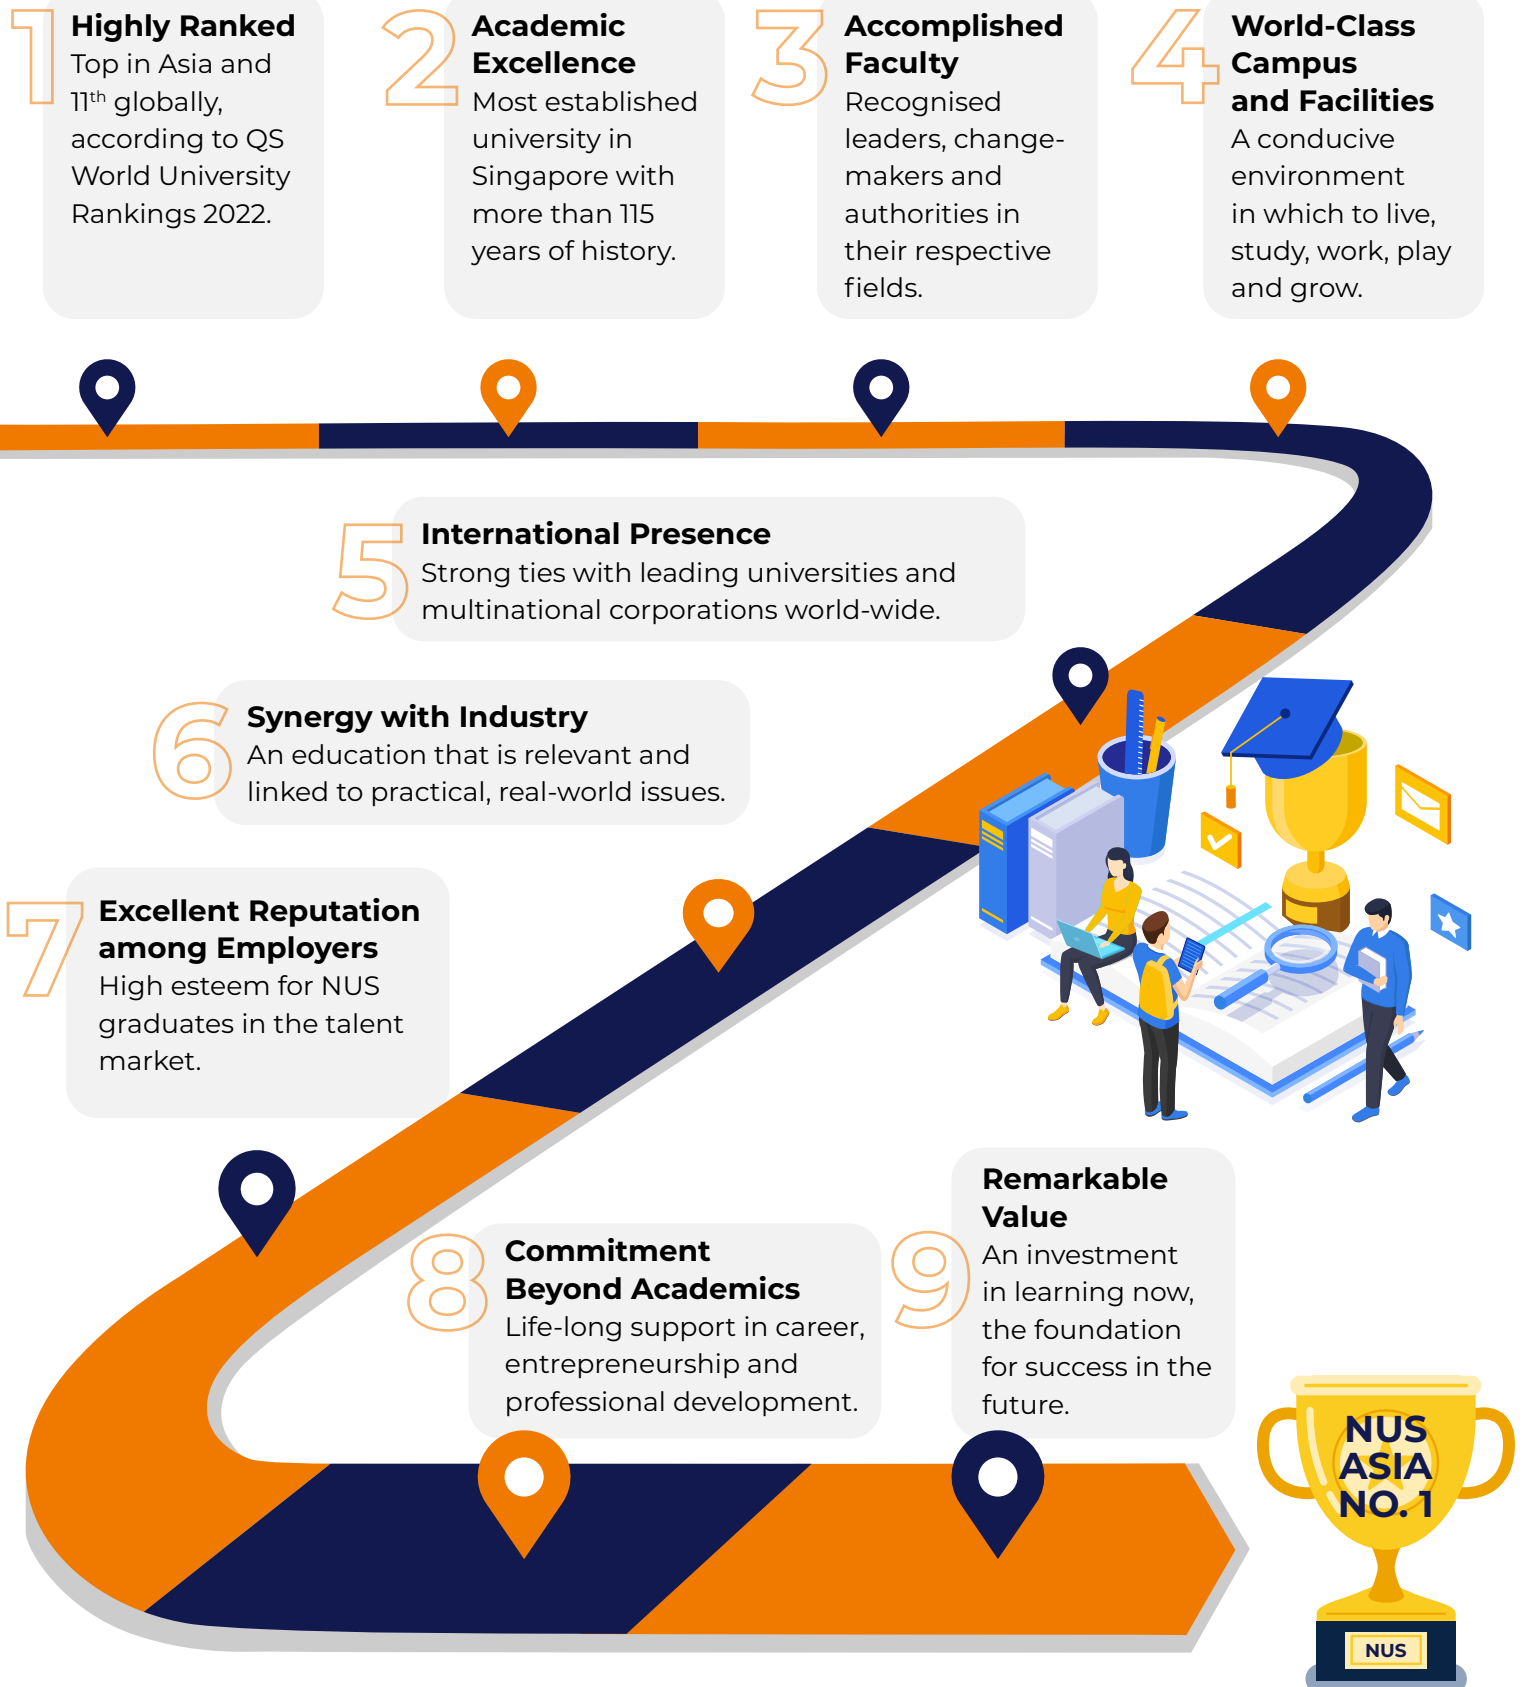 1
Highly Ranked
Top in Asia and
11th globally,
according to QS
World University
Rankings 2022.
2
Academic
Excellence
Most established
university in
Singapore with
more than 115
years of history.
3
Accomplished
Faculty
Recognised
leaders, change-
makers and
authorities in
their respective
fields.
4
World-Class
Campus
and Facilities
A conducive
environment
in which to live,
study, work, play
and grow.
5
International Presence
Strong ties with leading universities and
multinational corporations world-wide.
6
Synergy with Industry
An education that is relevant and
linked to practical, real-world issues.
7
Excellent Reputation
among Employers
High esteem for NUS
graduates in the talent
market.
8
Commitment
Beyond Academics
Life-long support in career,
entrepreneurship and
professional development.
9
Remarkable
Value
An investment
in learning now,
the foundation
for success in the
future.
NUS
ASIA
NO. 1
NUS